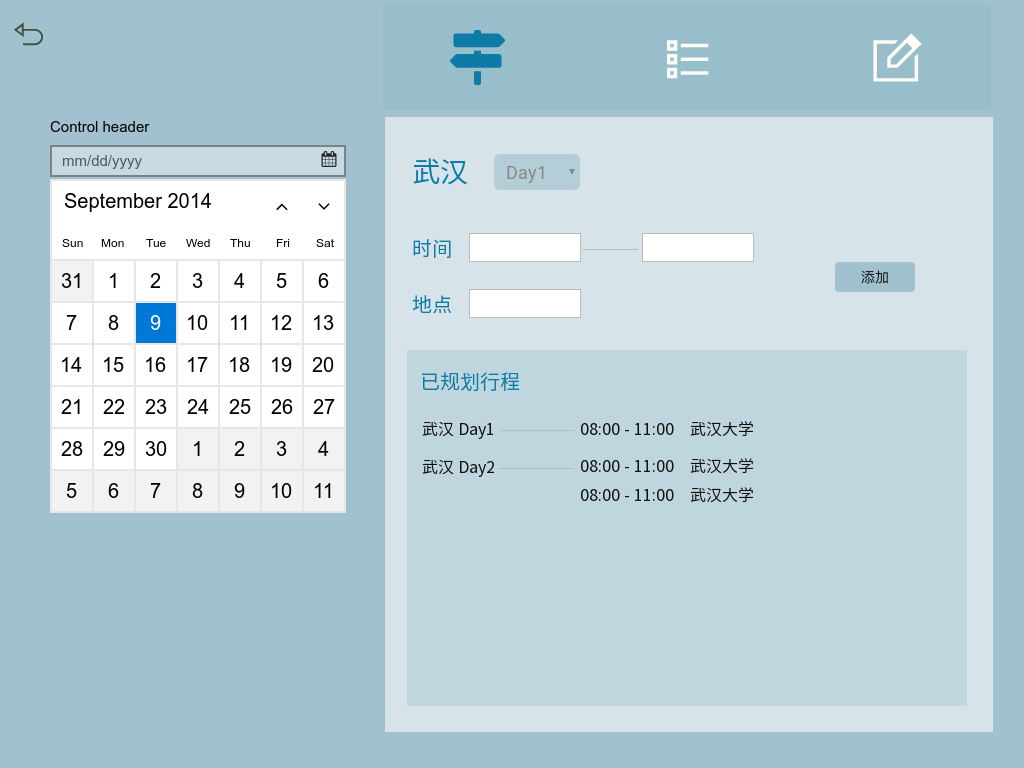 Control header
mm/dd/yyyy
September 2014
Sun Mon Tue Wed Thu Fri Sat
31 1 2 3 4 5 6
7 8 9 10 11 12 13
14 15 16 17 18 19 20
21 22 23 24 25 26 27
28 29 30 1 2 3 4
5 6 7 8 9 10 11
武汉 Day1
时间
添加
地点
已规划行程
武汉 Day1 08:00 - 11:00 武汉大学
武汉 Day2 08:00 - 11:00 武汉大学
08:00 - 11:00 武汉大学